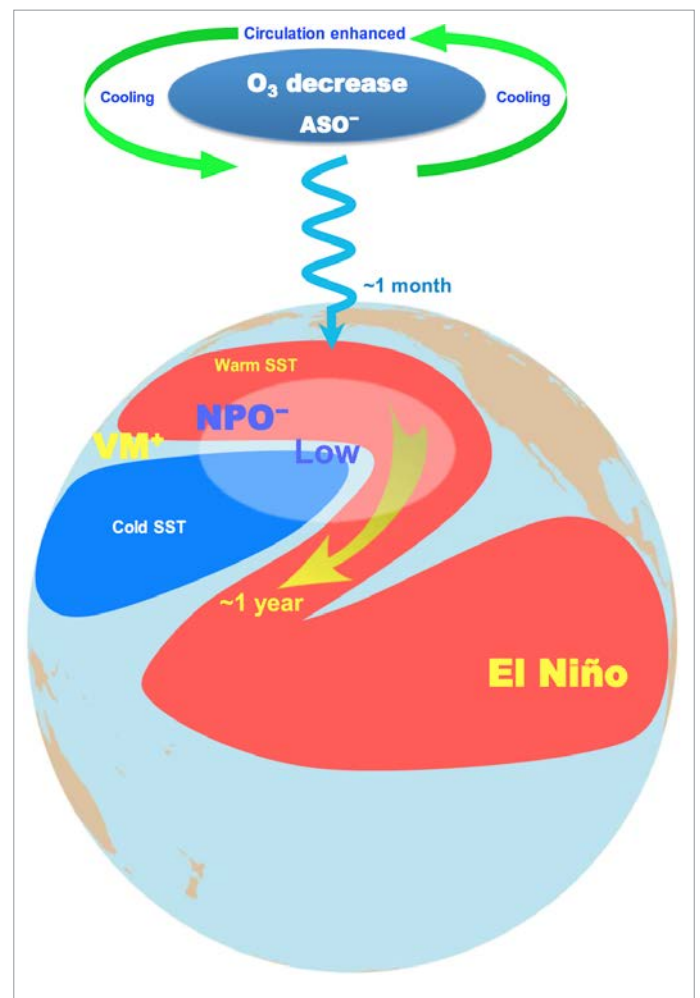 Circulation enhanced
Cooling
O₃ decrease
Cooling
ASO⁻
~1 month
Warm SST
NPO⁻
VM⁺
Low
Cold SST
~1 year
El Niño